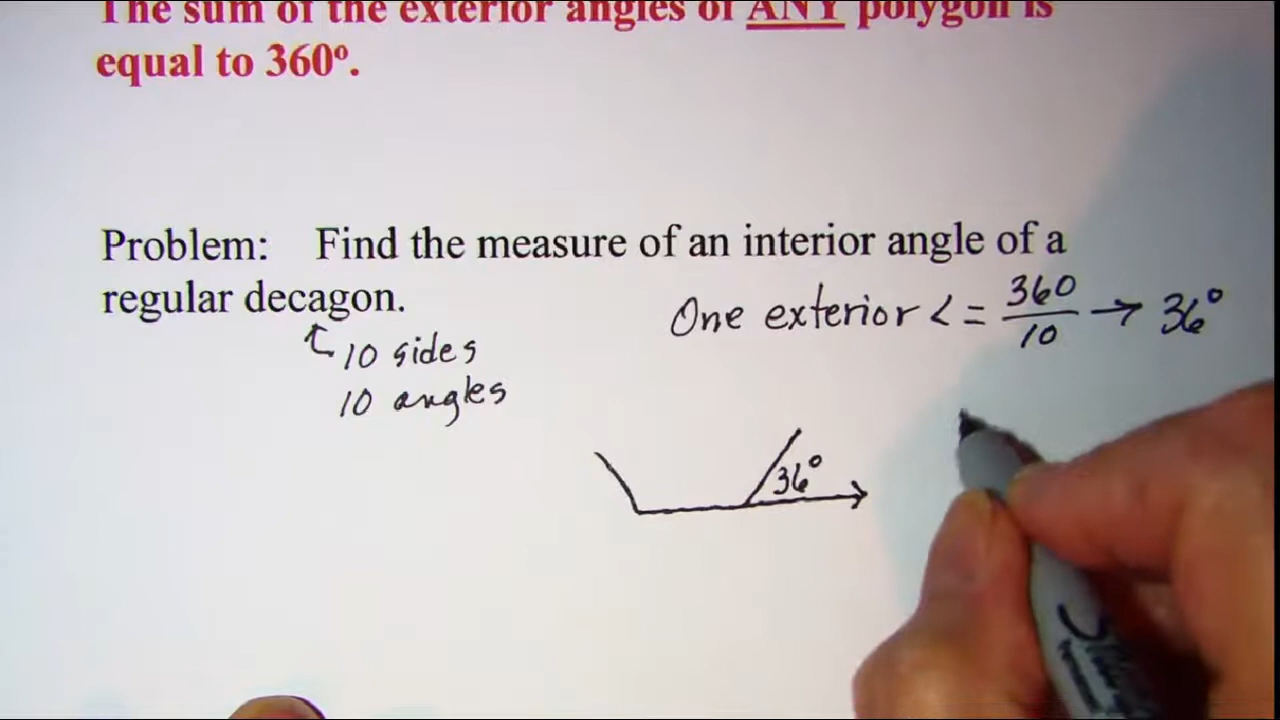 The sum of the exterior angles of ANY polygon is
equal to 360º.
Problem: Find the measure of an interior angle of a
regular decagon.
One exterior < = 360/10 → 36°
10 sides
10 angles
36°